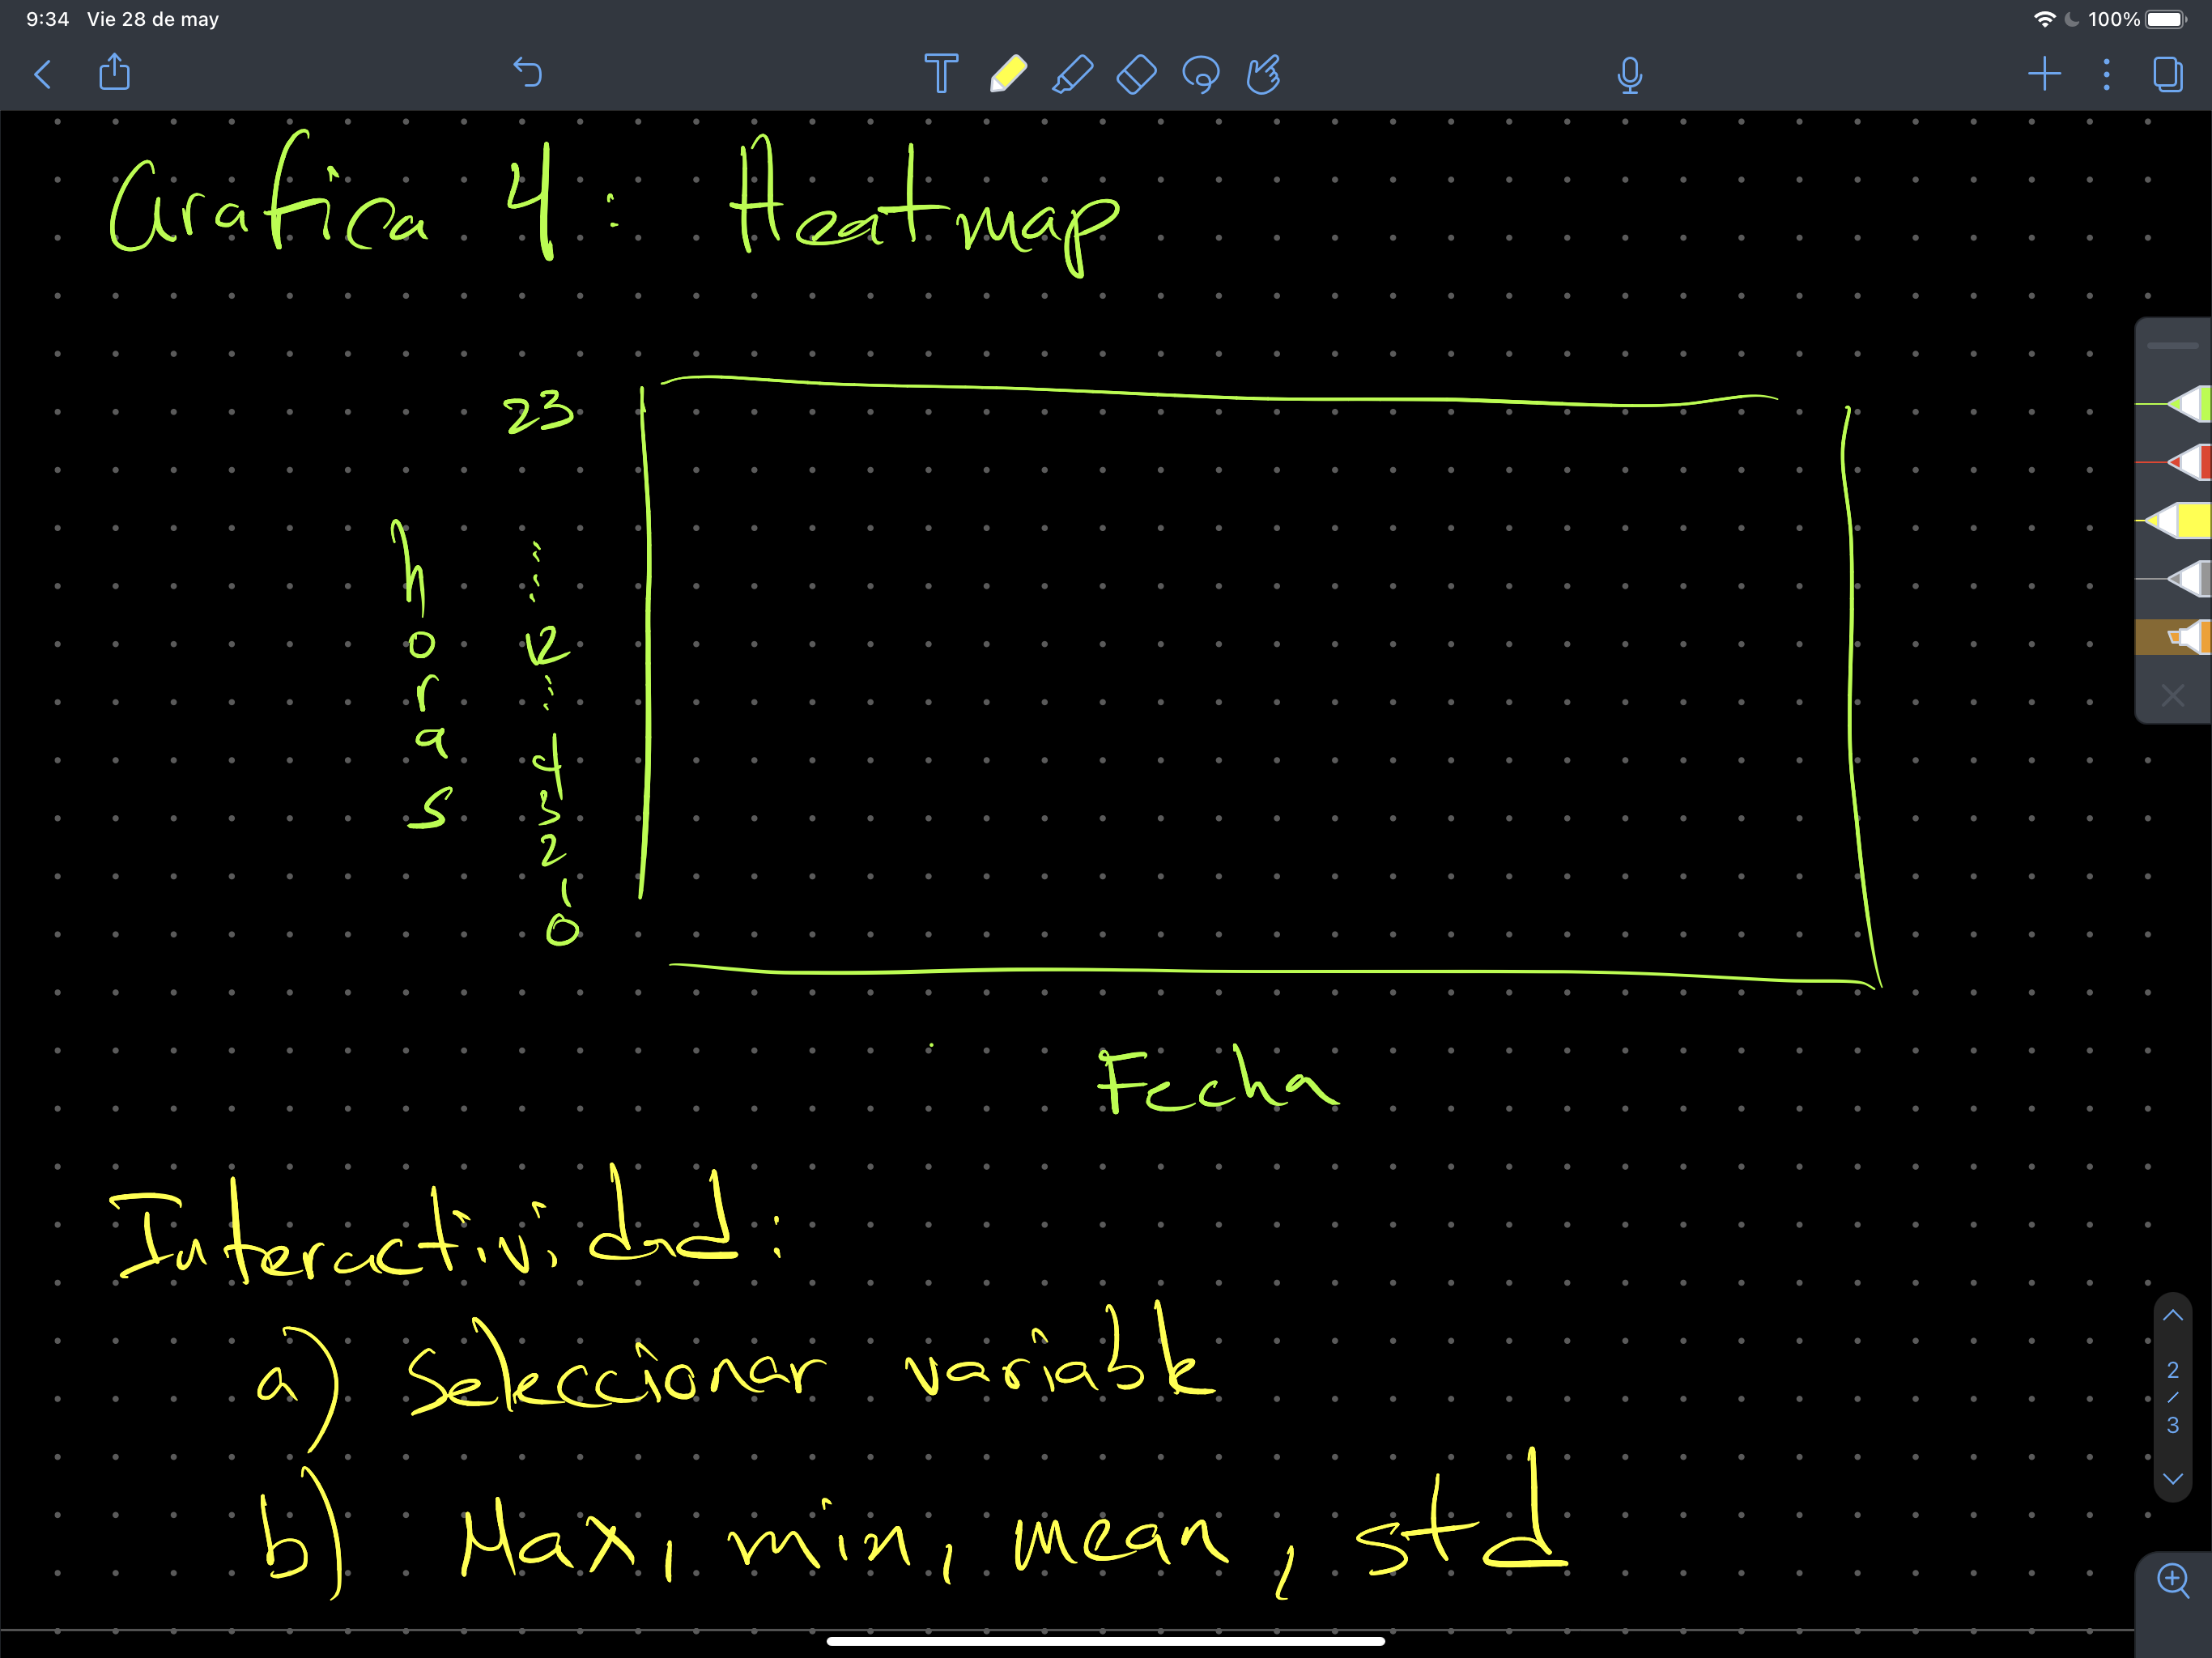 9:34 Vie 28 de may 100%
Grafica 4: Heatmap
23
12
4
3
2
1
0
horas
Fecha
Interactividad:
a) Seleccionar variable
b) Max, min, mean, std
2
/
3